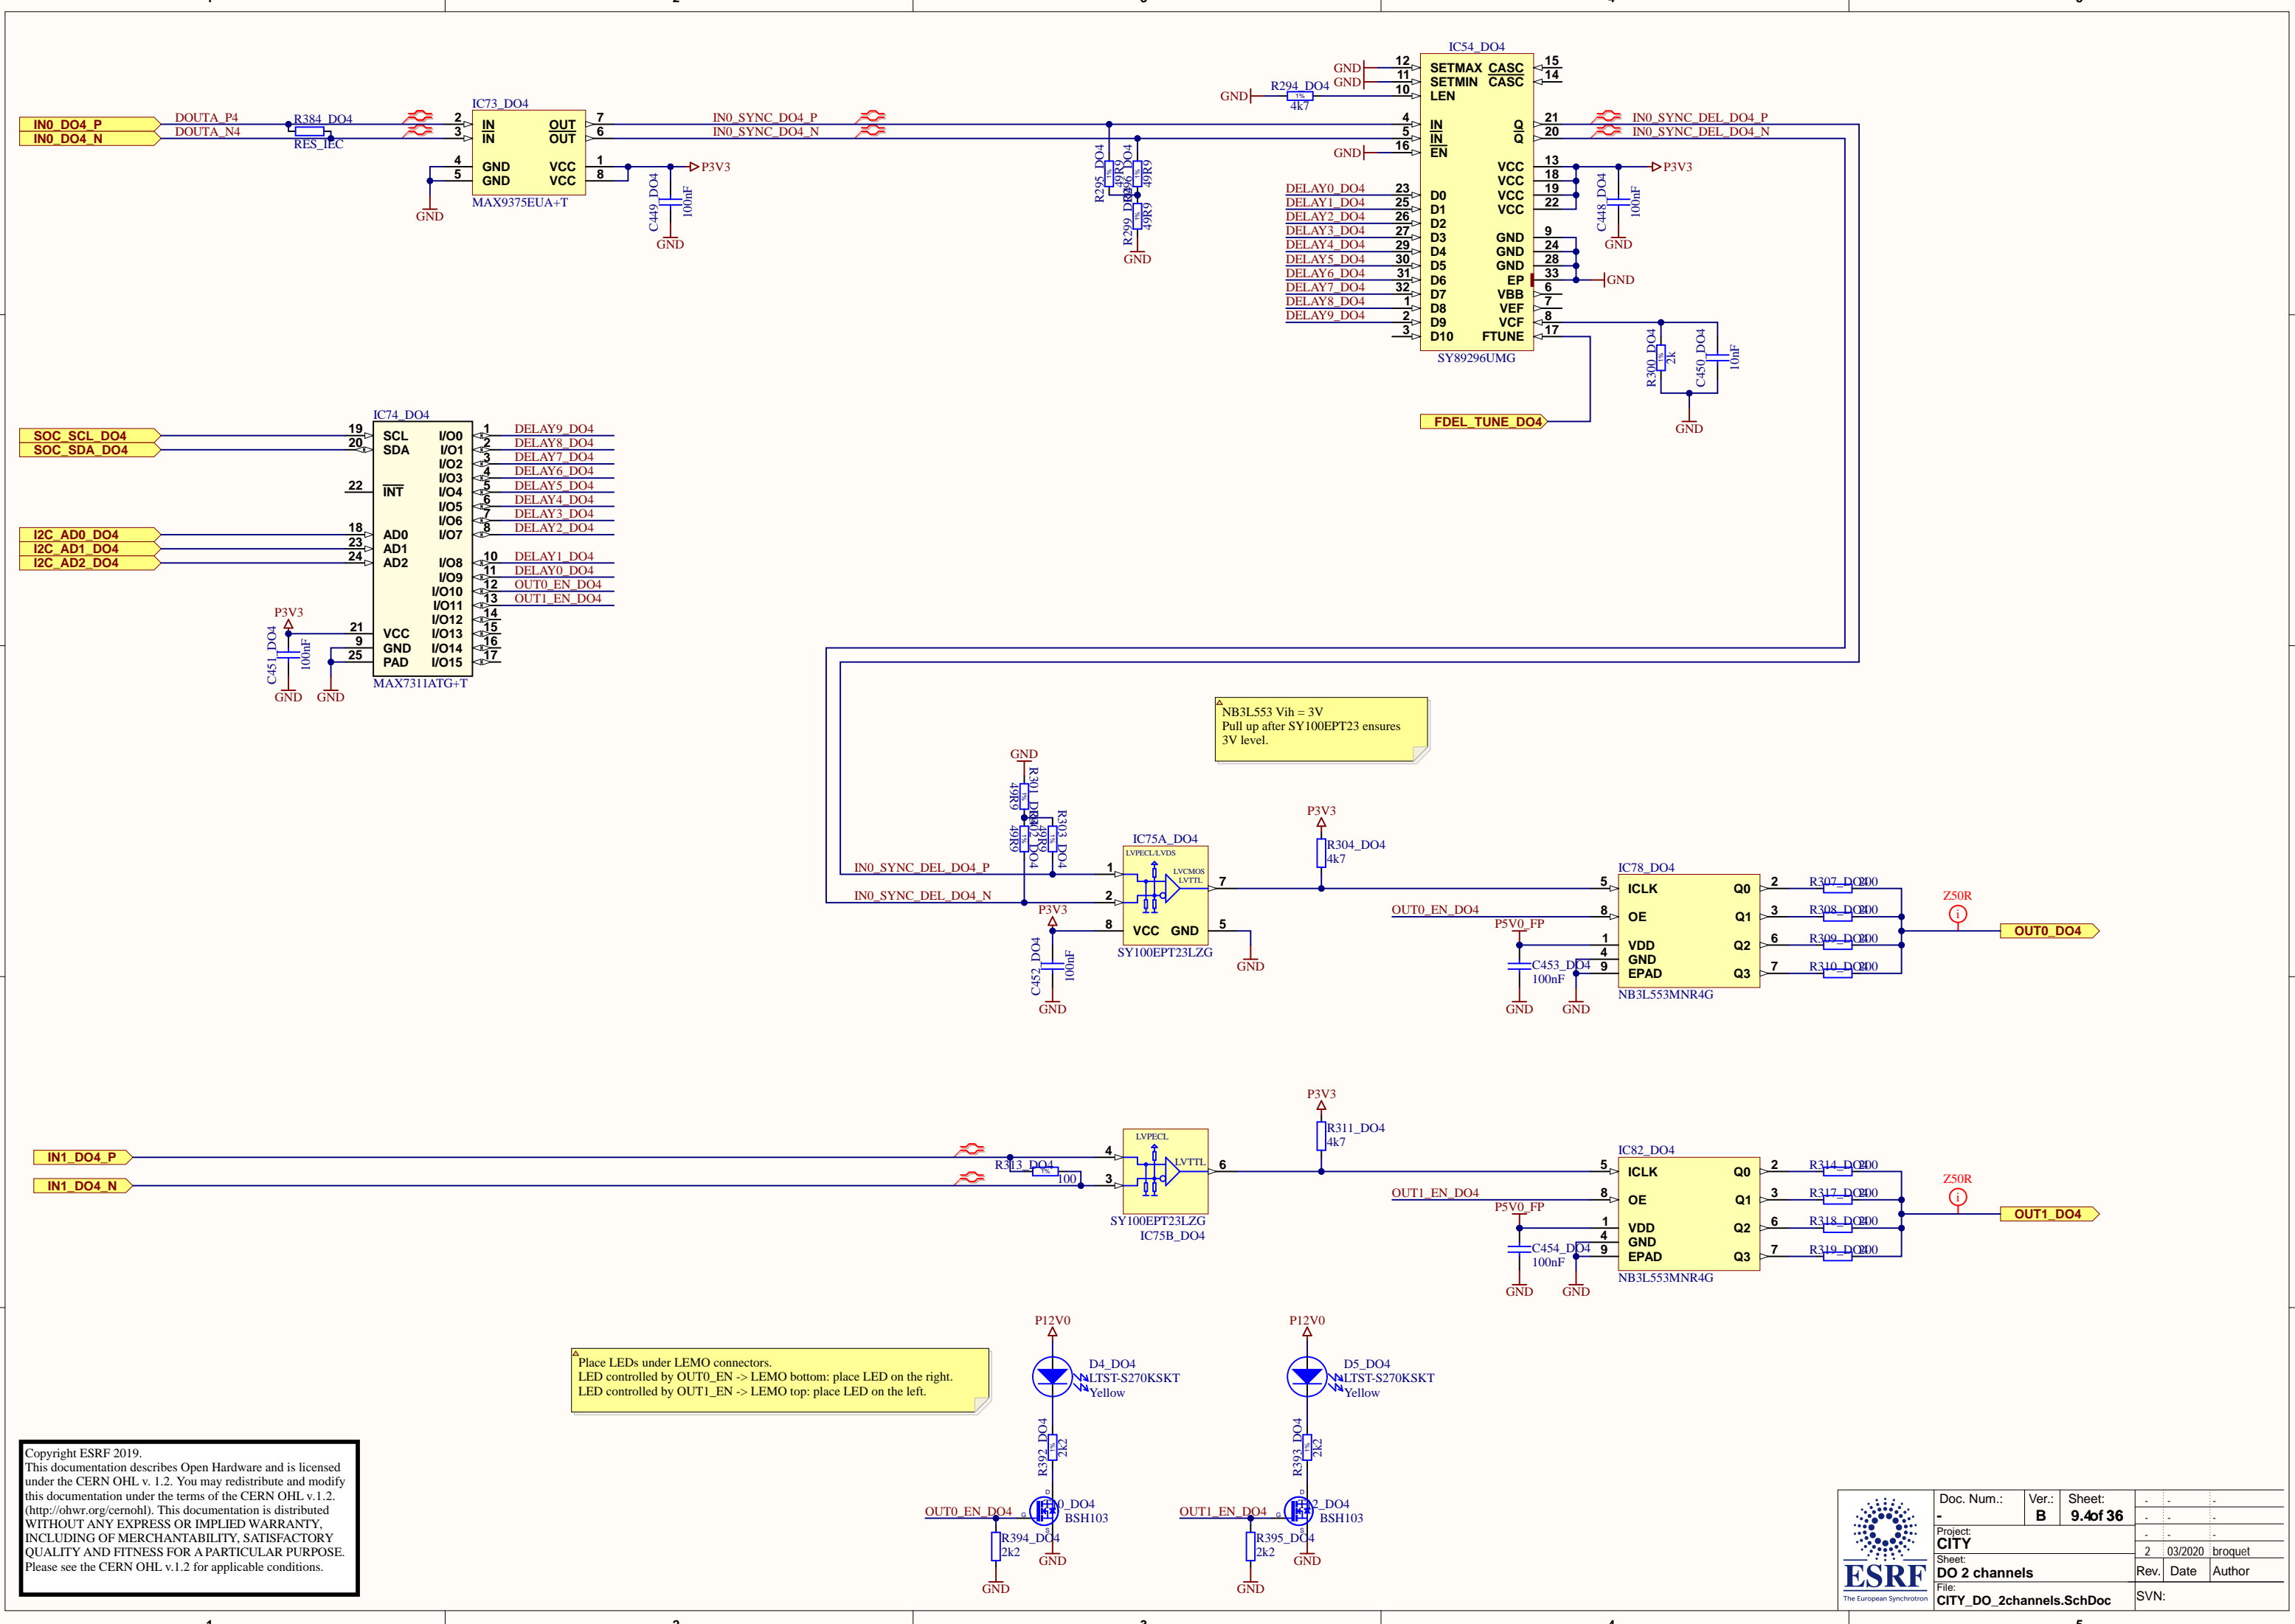 IN0_DO4_P
IN0_DO4_N
DOUTA_P4
DOUTA_N4
R384_DO4
RES_IEC
IC73_DO4
2 IN OUT 7
3 IN OUT 6
4 GND VCC 1
5 GND VCC 8
MAX9375EUA+T
GND
P3V3
C449_DO4
100nF
GND
IN0_SYNC_DO4_P
IN0_SYNC_DO4_N
R295_DO4
49R9
49R9
R299_DO4
49R9
GND
IC54_DO4
GND 12 SETMAX CASC 15
GND 11 SETMIN CASC 14
GND R294_DO4 1% 4k7 10 LEN
4 IN Q 21 IN0_SYNC_DEL_DO4_P
5 IN Q 20 IN0_SYNC_DEL_DO4_N
GND 16 EN
VCC 13 P3V3
VCC 18
DELAY0_DO4 23 D0 VCC 19
DELAY1_DO4 25 D1 VCC 22
DELAY2_DO4 26 D2
DELAY3_DO4 27 D3 GND 9
DELAY4_DO4 29 D4 GND 24
DELAY5_DO4 30 D5 GND 28
DELAY6_DO4 31 D6 EP 33 GND
DELAY7_DO4 32 D7 VBB 6
DELAY8_DO4 1 D8 VEF 7
DELAY9_DO4 2 D9 VCF 8
3 D10 FTUNE 17
SY89296UMG
C448_DO4
100nF
GND
R300_DO4
1%
2k
C450_DO4
10nF
GND
FDEL_TUNE_DO4
IC74_DO4
SOC_SCL_DO4 19 SCL I/O0 1 DELAY9_DO4
SOC_SDA_DO4 20 SDA I/O1 2 DELAY8_DO4
I/O2 3 DELAY7_DO4
I/O3 4 DELAY6_DO4
22 INT I/O4 5 DELAY5_DO4
I/O5 6 DELAY4_DO4
I/O6 7 DELAY3_DO4
I2C_AD0_DO4 18 AD0 I/O7 8 DELAY2_DO4
I2C_AD1_DO4 23 AD1
I2C_AD2_DO4 24 AD2 I/O8 10 DELAY1_DO4
I/O9 11 DELAY0_DO4
I/O10 12 OUT0_EN_DO4
I/O11 13 OUT1_EN_DO4
I/O12 14
21 VCC I/O13 15
9 GND I/O14 16
25 PAD I/O15 17
MAX7311ATG+T
P3V3
C451_DO4
100nF
GND
GND
NB3L553 Vih = 3V
Pull up after SY100EPT23 ensures
3V level.
GND
49R9
49R9
49R9
R303_DO4
IN0_SYNC_DEL_DO4_P
IN0_SYNC_DEL_DO4_N
IC75A_DO4
LVPECL/LVDS
LVCMOS
LVTTL
1
2
7
8 VCC GND 5
SY100EPT23LZG
P3V3
C452_DO4
100nF
GND
GND
P3V3
R304_DO4
4k7
OUT0_EN_DO4
P5V0_FP
C453_DO4
100nF
GND
GND
IC78_DO4
5 ICLK Q0 2 R307_DO4
8 OE Q1 3 R308_DO4
1 VDD Q2 6 R309_DO4
4 GND
9 EPAD Q3 7 R310_DO4
NB3L553MNR4G
Z50R
i
OUT0_DO4
IN1_DO4_P
IN1_DO4_N
R313_DO4
1%
100
LVPECL
LVTTL
4
3
6
SY100EPT23LZG
IC75B_DO4
P3V3
R311_DO4
4k7
OUT1_EN_DO4
P5V0_FP
C454_DO4
100nF
GND
GND
IC82_DO4
5 ICLK Q0 2 R314_DO4
8 OE Q1 3 R317_DO4
1 VDD Q2 6 R318_DO4
4 GND
9 EPAD Q3 7 R319_DO4
NB3L553MNR4G
Z50R
i
OUT1_DO4
Place LEDs under LEMO connectors.
LED controlled by OUT0_EN -> LEMO bottom: place LED on the right.
LED controlled by OUT1_EN -> LEMO top: place LED on the left.
P12V0
D4_DO4
LTST-S270KSKT
Yellow
R392_DO4
1%
2k2
OUT0_EN_DO4
BSH103
R394_DO4
2k2
GND
GND
P12V0
D5_DO4
LTST-S270KSKT
Yellow
R393_DO4
1%
2k2
OUT1_EN_DO4
BSH103
R395_DO4
2k2
GND
GND
Copyright ESRF 2019.
This documentation describes Open Hardware and is licensed
under the CERN OHL v. 1.2. You may redistribute and modify
this documentation under the terms of the CERN OHL v.1.2.
(http://ohwr.org/cernohl). This documentation is distributed
WITHOUT ANY EXPRESS OR IMPLIED WARRANTY,
INCLUDING OF MERCHANTABILITY, SATISFACTORY
QUALITY AND FITNESS FOR A PARTICULAR PURPOSE.
Please see the CERN OHL v.1.2 for applicable conditions.
ESRF
The European Synchrotron
Doc. Num.: Ver.: Sheet:
- B 9.4of 36
Project:
CITY
Sheet:
DO 2 channels
File:
CITY_DO_2channels.SchDoc
2 03/2020 broquet
Rev. Date Author
SVN: